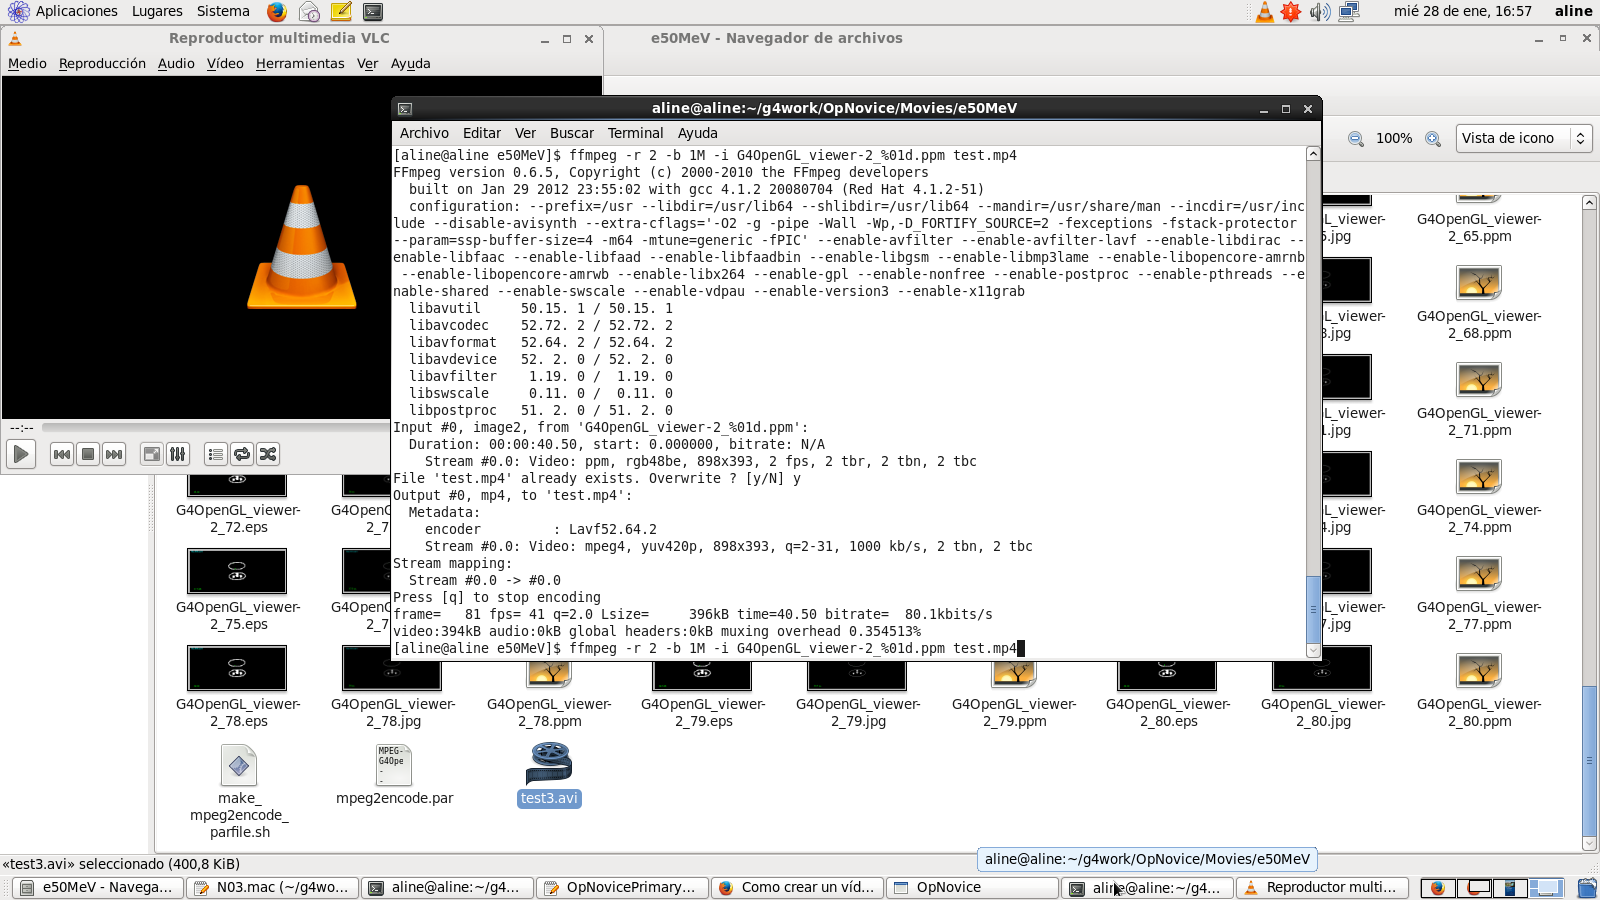 Aplicaciones Lugares Sistema
mié 28 de ene, 16:57 aline
Reproductor multimedia VLC
e50MeV - Navegador de archivos
Medio Reproducción Audio Vídeo Herramientas Ver Ayuda
100% Vista de icono
aline@aline:~/g4work/OpNovice/Movies/e50MeV
Archivo Editar Ver Buscar Terminal Ayuda
[aline@aline e50MeV]$ ffmpeg -r 2 -b 1M -i G4OpenGL_viewer-2_%01d.ppm test.mp4
FFmpeg version 0.6.5, Copyright (c) 2000-2010 the FFmpeg developers
built on Jan 29 2012 23:55:02 with gcc 4.1.2 20080704 (Red Hat 4.1.2-51)
configuration: --prefix=/usr --libdir=/usr/lib64 --shlibdir=/usr/lib64 --mandir=/usr/share/man --incdir=/usr/inc
lude --disable-avisynth --extra-cflags='-O2 -g -pipe -Wall -Wp,-D_FORTIFY_SOURCE=2 -fexceptions -fstack-protector
--param=ssp-buffer-size=4 -m64 -mtune=generic -fPIC' --enable-avfilter --enable-avfilter-lavf --enable-libdirac --
enable-libfaac --enable-libfaad --enable-libfaadbin --enable-libgsm --enable-libmp3lame --enable-libopencore-amrnb
--enable-libopencore-amrwb --enable-libx264 --enable-gpl --enable-nonfree --enable-postproc --enable-pthreads --e
nable-shared --enable-swscale --enable-vdpau --enable-version3 --enable-x11grab
libavutil 50.15. 1 / 50.15. 1
libavcodec 52.72. 2 / 52.72. 2
libavformat 52.64. 2 / 52.64. 2
libavdevice 52. 2. 0 / 52. 2. 0
libavfilter 1.19. 0 / 1.19. 0
libswscale 0.11. 0 / 0.11. 0
libpostproc 51. 2. 0 / 51. 2. 0
Input #0, image2, from 'G4OpenGL_viewer-2_%01d.ppm':
Duration: 00:00:40.50, start: 0.000000, bitrate: N/A
Stream #0.0: Video: ppm, rgb48be, 898x393, 2 fps, 2 tbr, 2 tbn, 2 tbc
File 'test.mp4' already exists. Overwrite ? [y/N] y
Output #0, mp4, to 'test.mp4':
Metadata:
encoder : Lavf52.64.2
Stream #0.0: Video: mpeg4, yuv420p, 898x393, q=2-31, 1000 kb/s, 2 tbn, 2 tbc
Stream mapping:
Stream #0.0 -> #0.0
Press [q] to stop encoding
frame= 81 fps= 41 q=2.0 Lsize= 396kB time=40.50 bitrate= 80.1kbits/s
video:394kB audio:0kB global headers:0kB muxing overhead 0.354513%
[aline@aline e50MeV]$ ffmpeg -r 2 -b 1M -i G4OpenGL_viewer-2_%01d.ppm test.mp4
--:--
GL_viewer- G4OpenGL_viewer-
5.jpg 2_65.ppm
GL_viewer- G4OpenGL_viewer-
8.jpg 2_68.ppm
GL_viewer- G4OpenGL_viewer-
1.jpg 2_71.ppm
G4OpenGL_viewer- G4Op GL_viewer- G4OpenGL_viewer-
2_72.eps 2_7 4.jpg 2_74.ppm
G4OpenGL_viewer- G4Op GL_viewer- G4OpenGL_viewer-
2_75.eps 2_7 7.jpg 2_77.ppm
G4OpenGL_viewer- G4OpenGL_viewer- G4OpenGL_viewer- G4OpenGL_viewer- G4OpenGL_viewer- G4OpenGL_viewer- G4OpenGL_viewer- G4OpenGL_viewer- G4OpenGL_viewer-
2_78.eps 2_78.jpg 2_78.ppm 2_79.eps 2_79.jpg 2_79.ppm 2_80.eps 2_80.jpg 2_80.ppm
MPEG-
G4Ope
-
-
make_ mpeg2encode.par test3.avi
mpeg2encode_
parfile.sh
«test3.avi» seleccionado (400,8 KiB)
aline@aline:~/g4work/OpNovice/Movies/e50MeV
e50MeV - Navega... N03.mac (~/g4wo... aline@aline:~/g4... OpNovicePrimary... Como crear un víd... OpNovice aline@aline:~/g4... Reproductor multi...